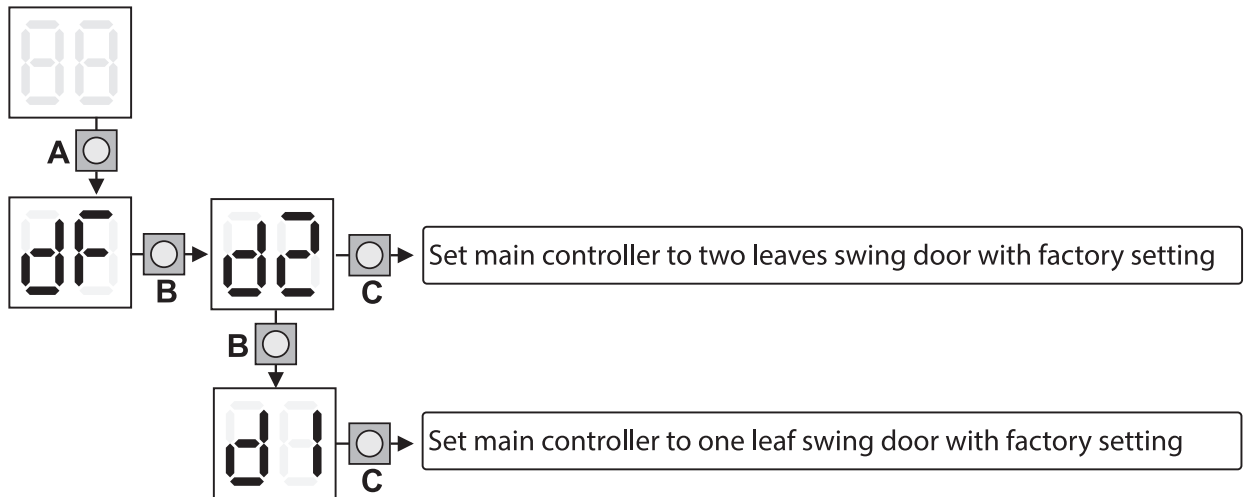 A
dF
B
d2
C
Set main controller to two leaves swing door with factory setting
B
d1
C
Set main controller to one leaf swing door with factory setting